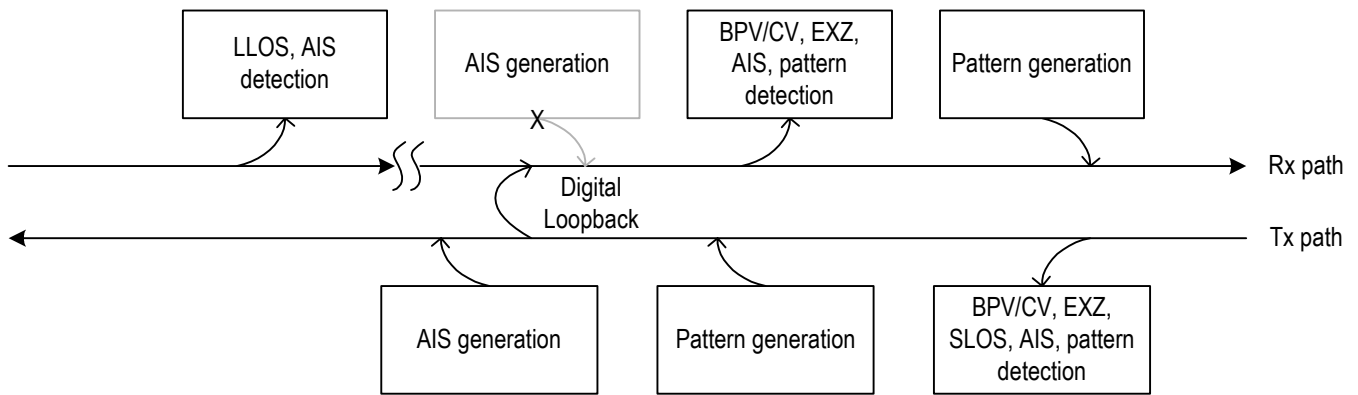 LLOS, AIS
detection
AIS generation
BPV/CV, EXZ,
AIS, pattern
detection
Pattern generation
X
Rx path
Digital
Loopback
Tx path
AIS generation
Pattern generation
BPV/CV, EXZ,
SLOS, AIS, pattern
detection